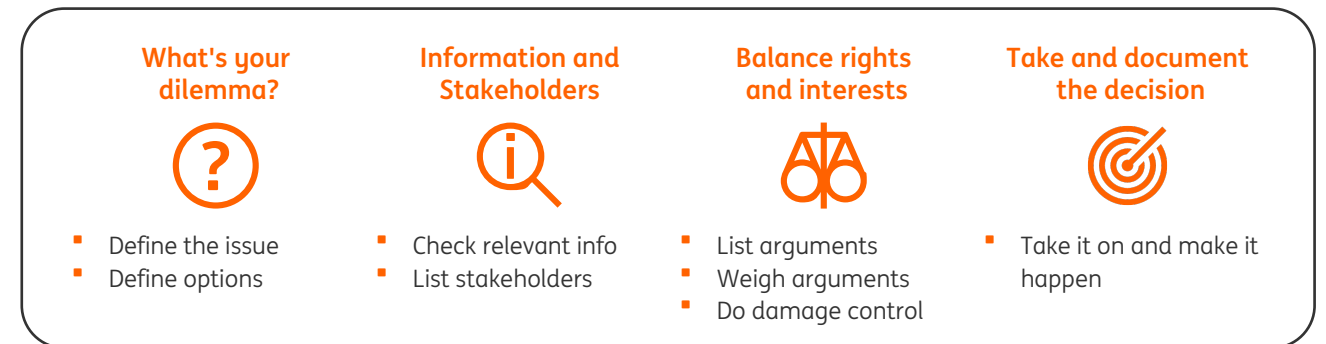 What's your
dilemma?
?
Define the issue
Define options
Information and
Stakeholders
i
Check relevant info
List stakeholders
Balance rights
and interests
List arguments
Weigh arguments
Do damage control
Take and document
the decision
Take it on and make it
happen